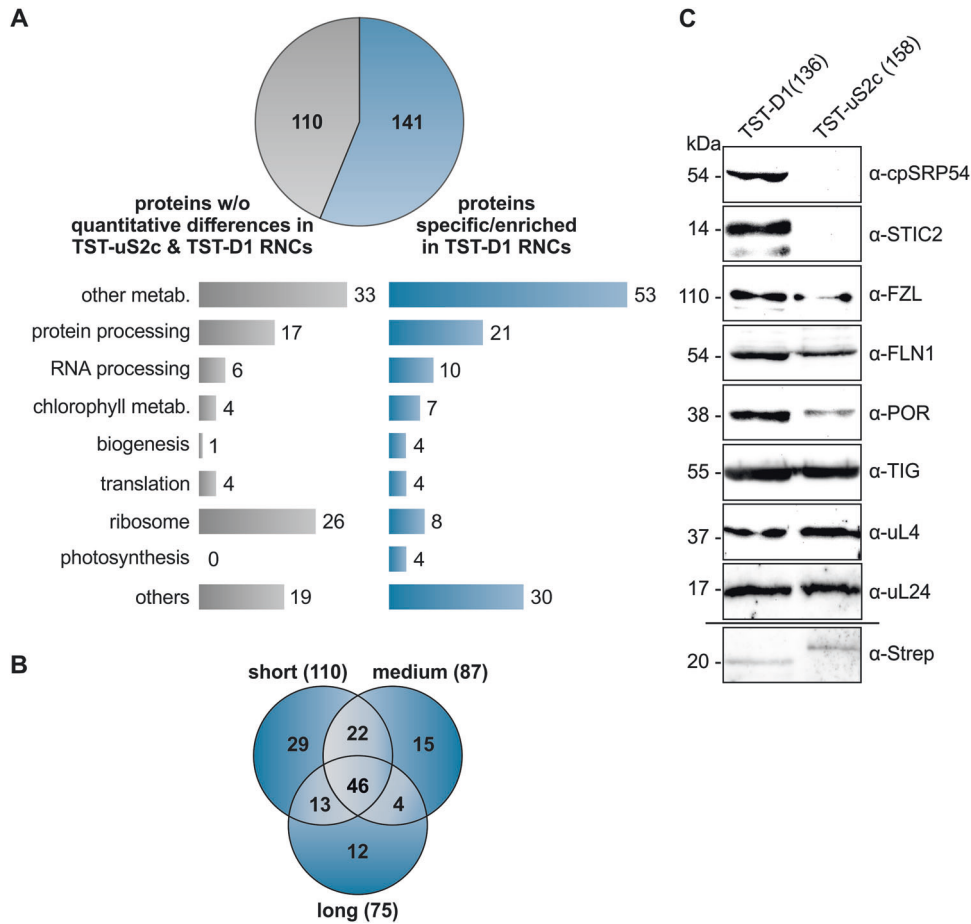 A
110
141
proteins w/o
quantitative differences in
TST-uS2c & TST-D1 RNCs
proteins
specific/enriched
in TST-D1 RNCs
other metab. 33 53
protein processing 17 21
RNA processing 6 10
chlorophyll metab. 4 7
biogenesis 1 4
translation 4 4
ribosome 26 8
photosynthesis 0 4
others 19 30
B
short (110) medium (87)
29 22 15
46
13 4
12
long (75)
C
TST-D1(136)
TST-uS2c (158)
kDa
54 - α-cpSRP54
14 - α-STIC2
110 - α-FZL
54 - α-FLN1
38 - α-POR
55 - α-TIG
37 - α-uL4
17 - α-uL24
20 - α-Strep